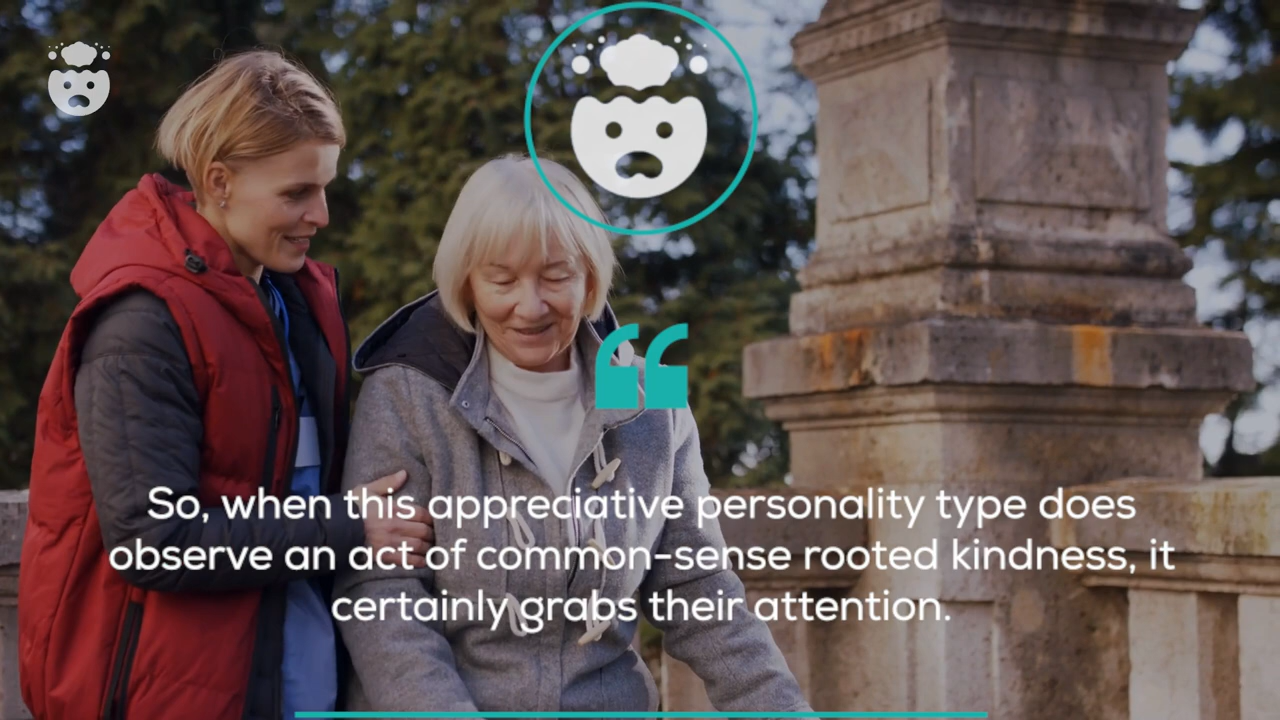 So, when this appreciative personality type does
observe an act of common-sense rooted kindness, it
certainly grabs their attention.